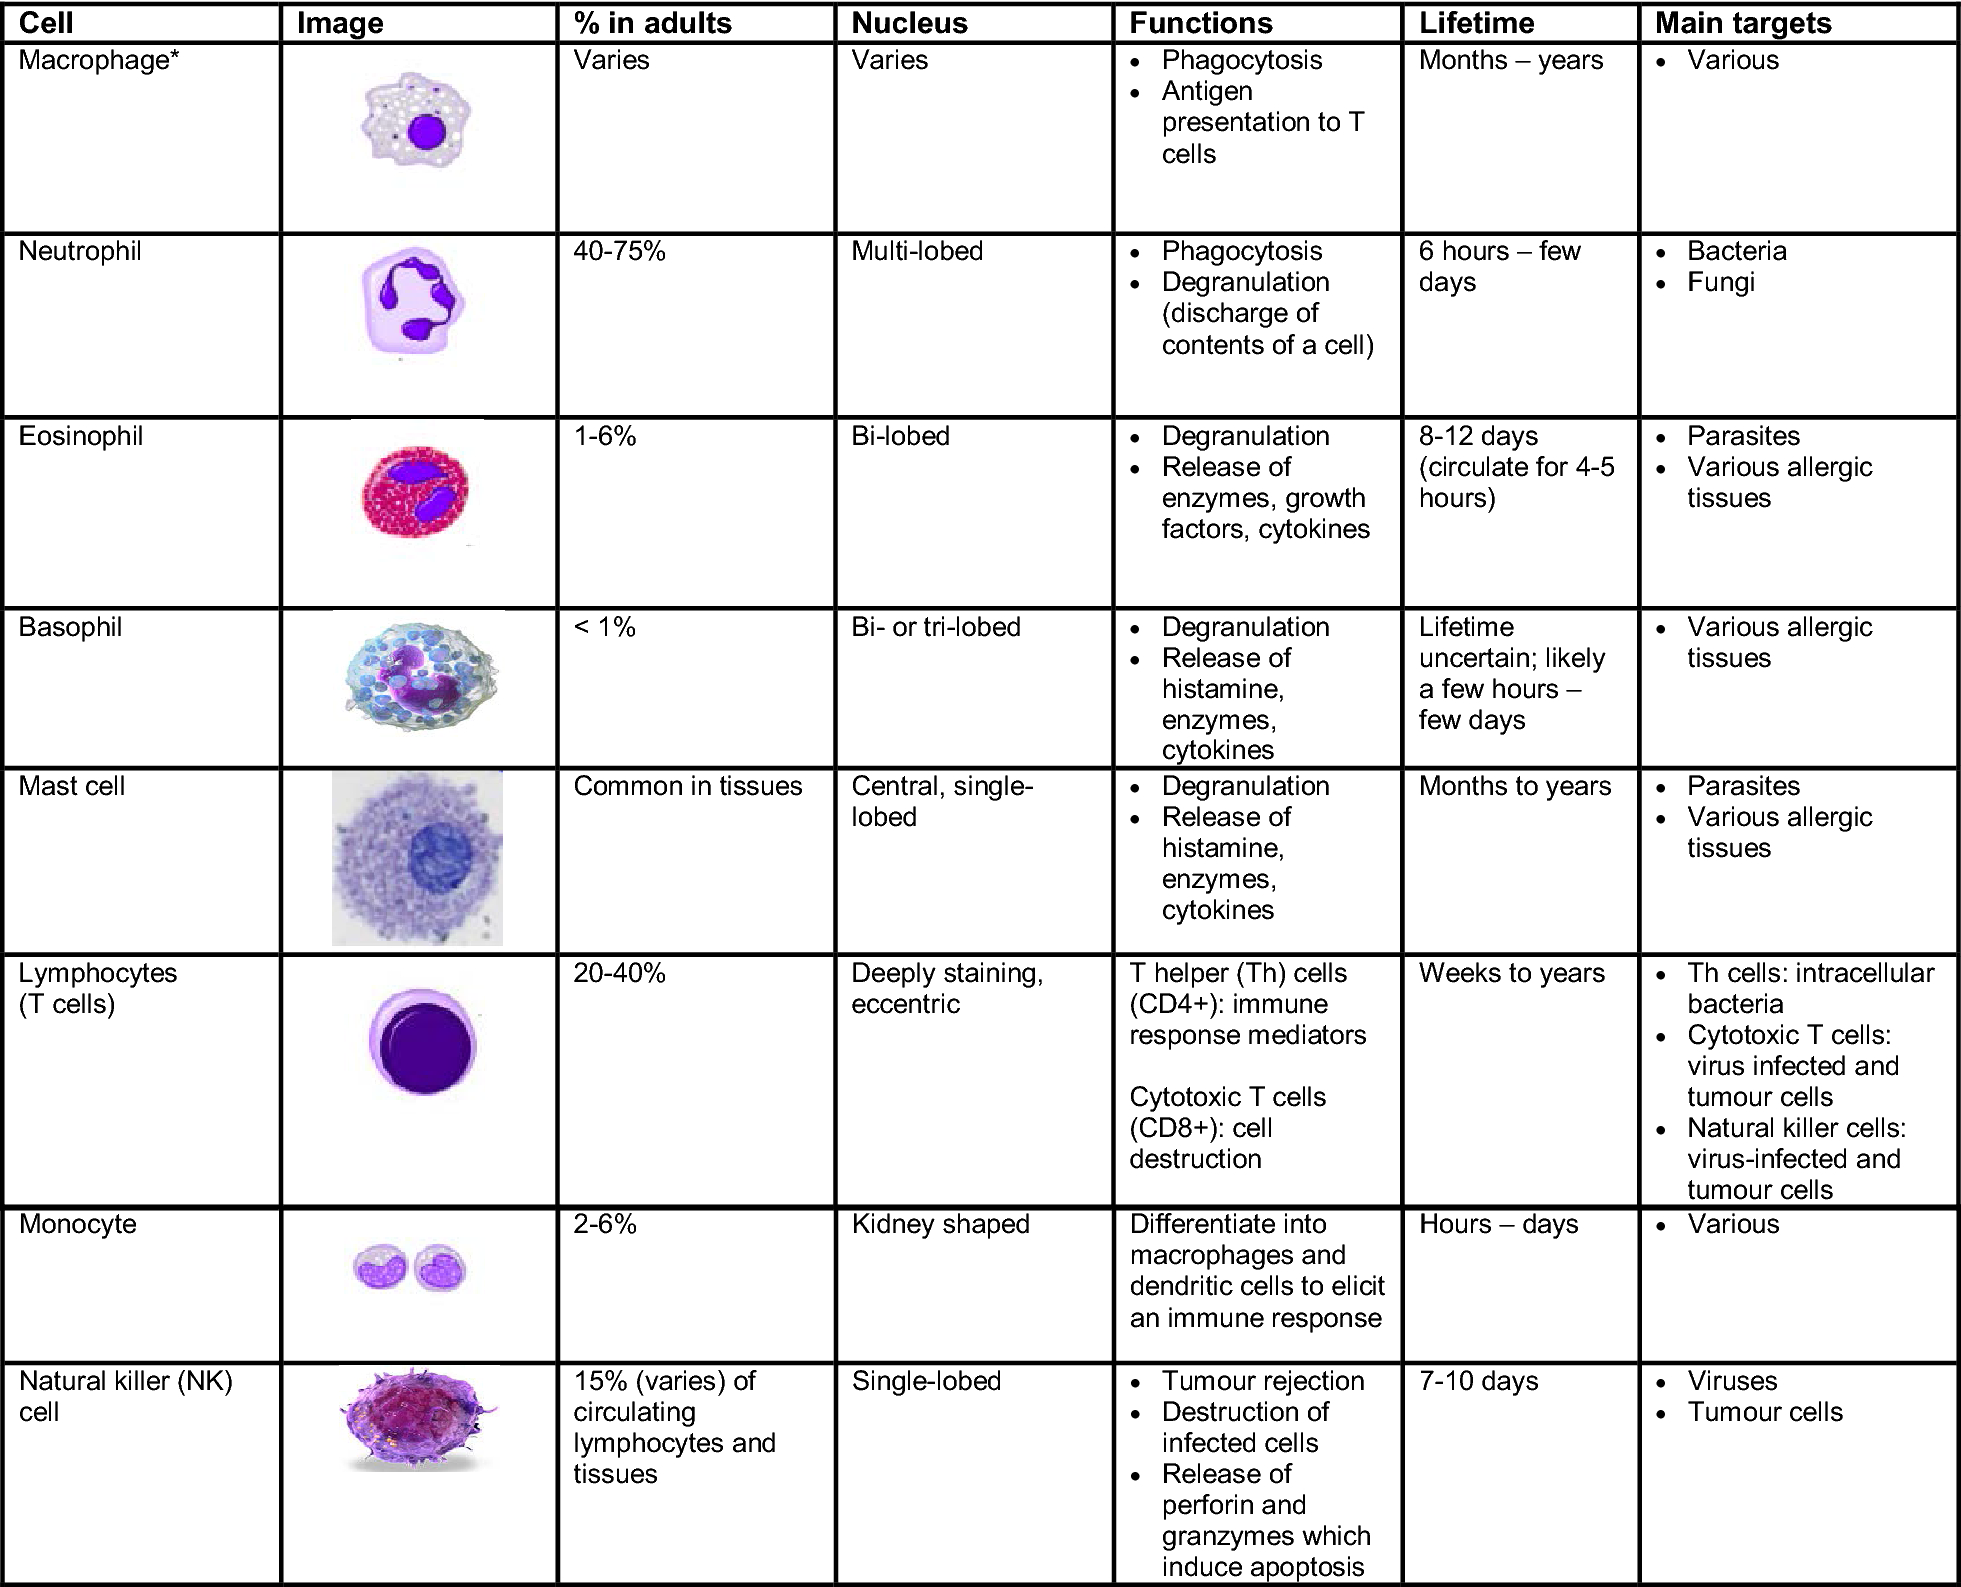 Cell Image % in adults Nucleus Functions Lifetime Main targets
Macrophage* Varies Varies • Phagocytosis Months – years • Various
• Antigen
presentation to T
cells
Neutrophil 40-75% Multi-lobed • Phagocytosis 6 hours – few • Bacteria
• Degranulation days • Fungi
(discharge of
contents of a cell)
Eosinophil 1-6% Bi-lobed • Degranulation 8-12 days • Parasites
• Release of (circulate for 4-5 • Various allergic
enzymes, growth hours) tissues
factors, cytokines
Basophil < 1% Bi- or tri-lobed • Degranulation Lifetime • Various allergic
• Release of uncertain; likely tissues
histamine, a few hours –
enzymes, few days
cytokines
Mast cell Common in tissues Central, single- • Degranulation Months to years • Parasites
lobed • Release of • Various allergic
histamine, tissues
enzymes,
cytokines
Lymphocytes 20-40% Deeply staining, T helper (Th) cells Weeks to years • Th cells: intracellular
(T cells) eccentric (CD4+): immune bacteria
response mediators • Cytotoxic T cells:
virus infected and
Cytotoxic T cells tumour cells
(CD8+): cell • Natural killer cells:
destruction virus-infected and
tumour cells
Monocyte 2-6% Kidney shaped Differentiate into Hours – days • Various
macrophages and
dendritic cells to elicit
an immune response
Natural killer (NK) 15% (varies) of Single-lobed • Tumour rejection 7-10 days • Viruses
cell circulating • Destruction of • Tumour cells
lymphocytes and infected cells
tissues • Release of
perforin and
granzymes which
induce apoptosis